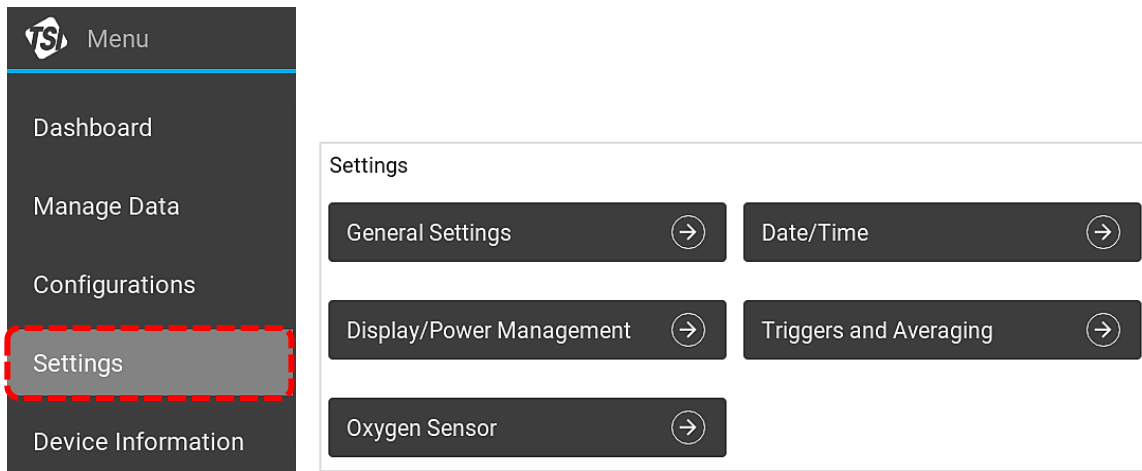 TSI Menu
Dashboard
Manage Data
Configurations
Settings
Device Information
Settings
General Settings
Date/Time
Display/Power Management
Triggers and Averaging
Oxygen Sensor